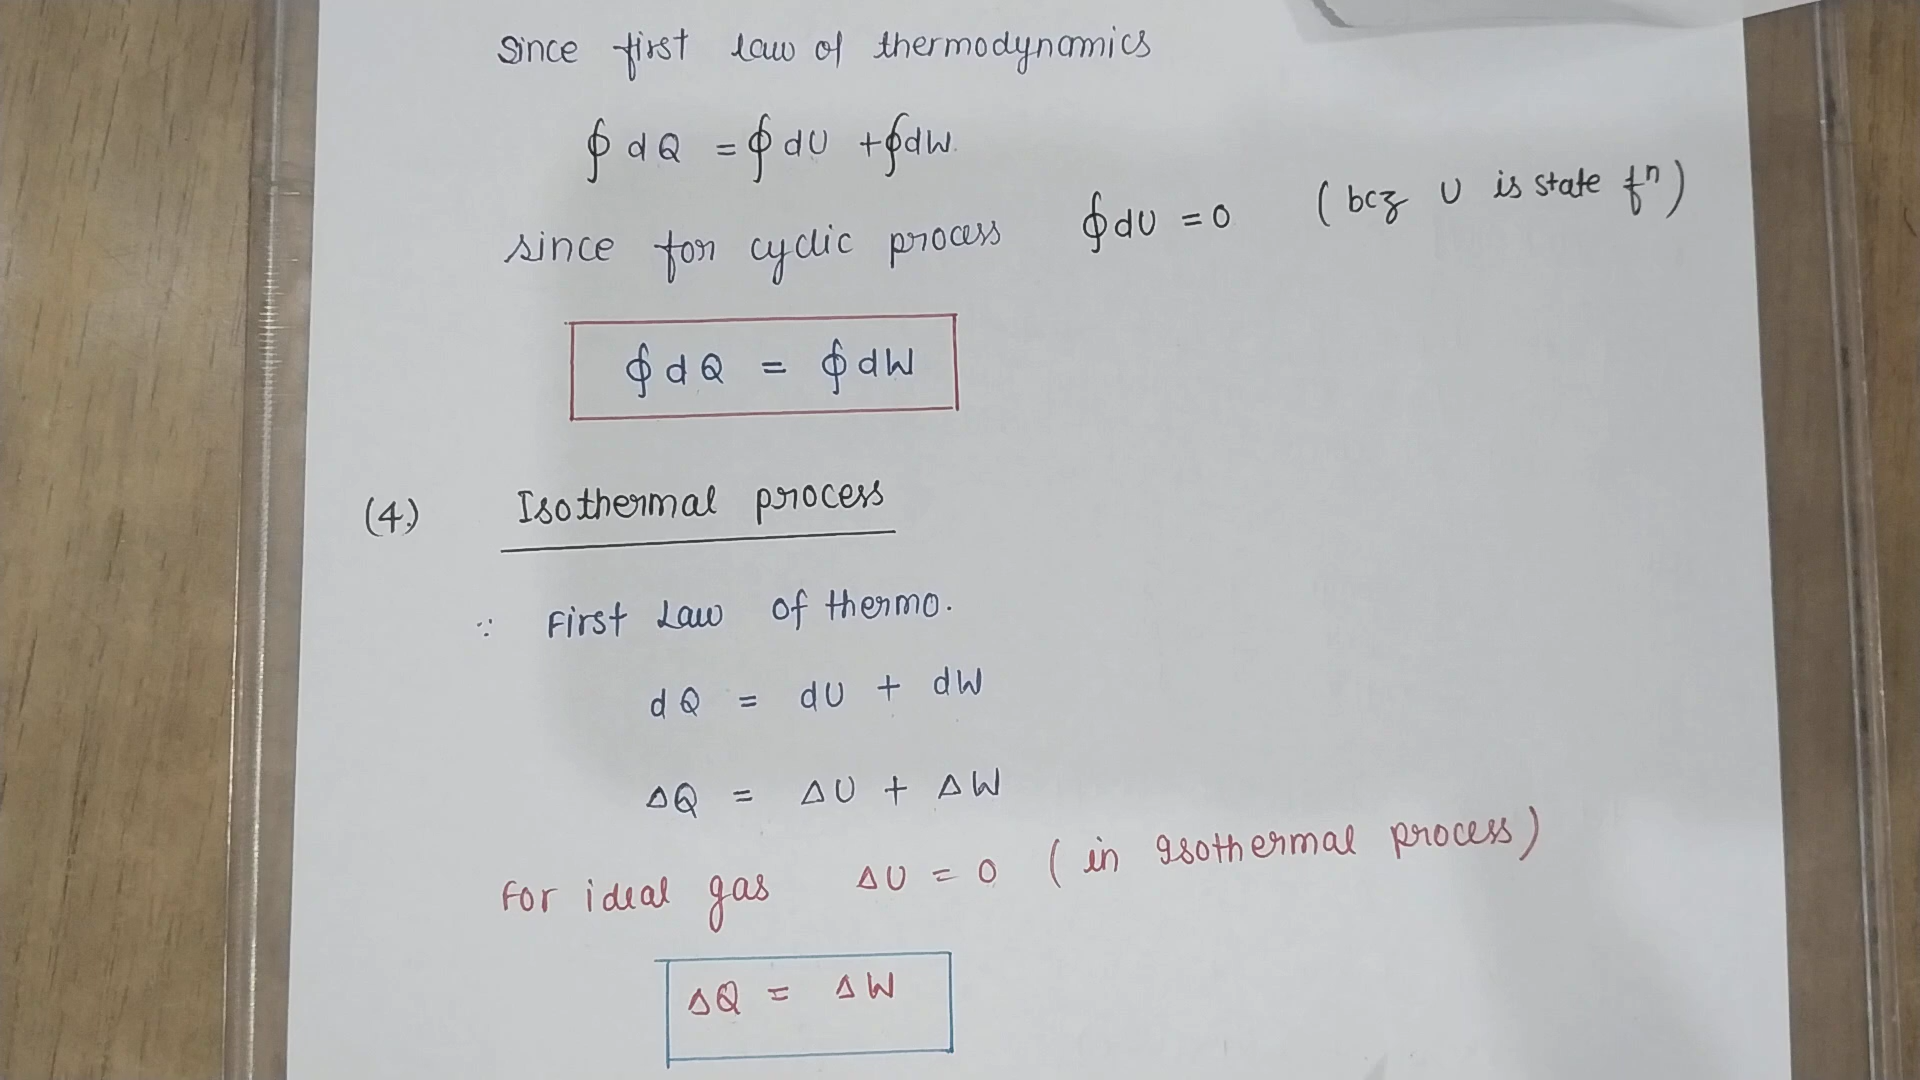 Since first law of thermodynamics
∮ dQ = ∮ dU + ∮ dW
since for cyclic process ∮ dU = 0 (bcz U is state fⁿ)
∮ dQ = ∮ dW
(4.) Isothermal process
∵ First Law of thermo.
dQ = dU + dW
ΔQ = ΔU + ΔW
For ideal gas ΔU = 0 (in isothermal process)
ΔQ = ΔW